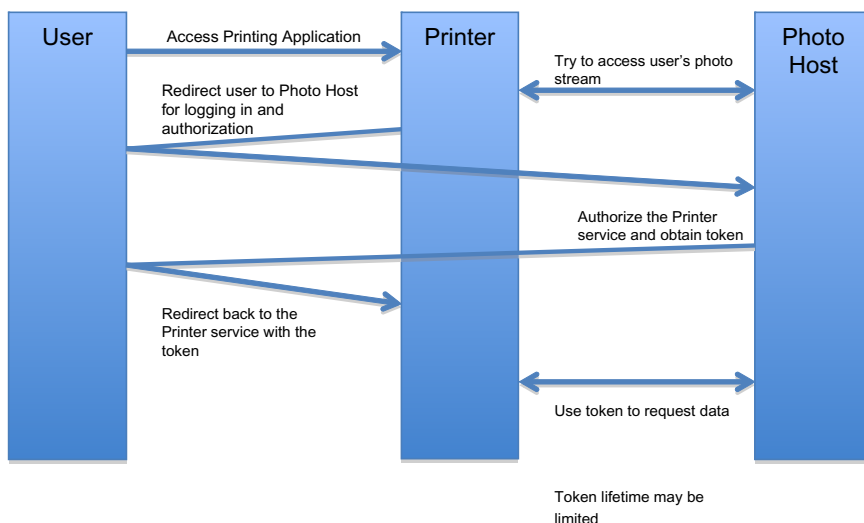 User
Access Printing Application
Printer
Photo
Host
Try to access user's photo
stream
Redirect user to Photo Host
for logging in and
authorization
Authorize the Printer
service and obtain token
Redirect back to the
Printer service with the
token
Use token to request data
Token lifetime may be
limited